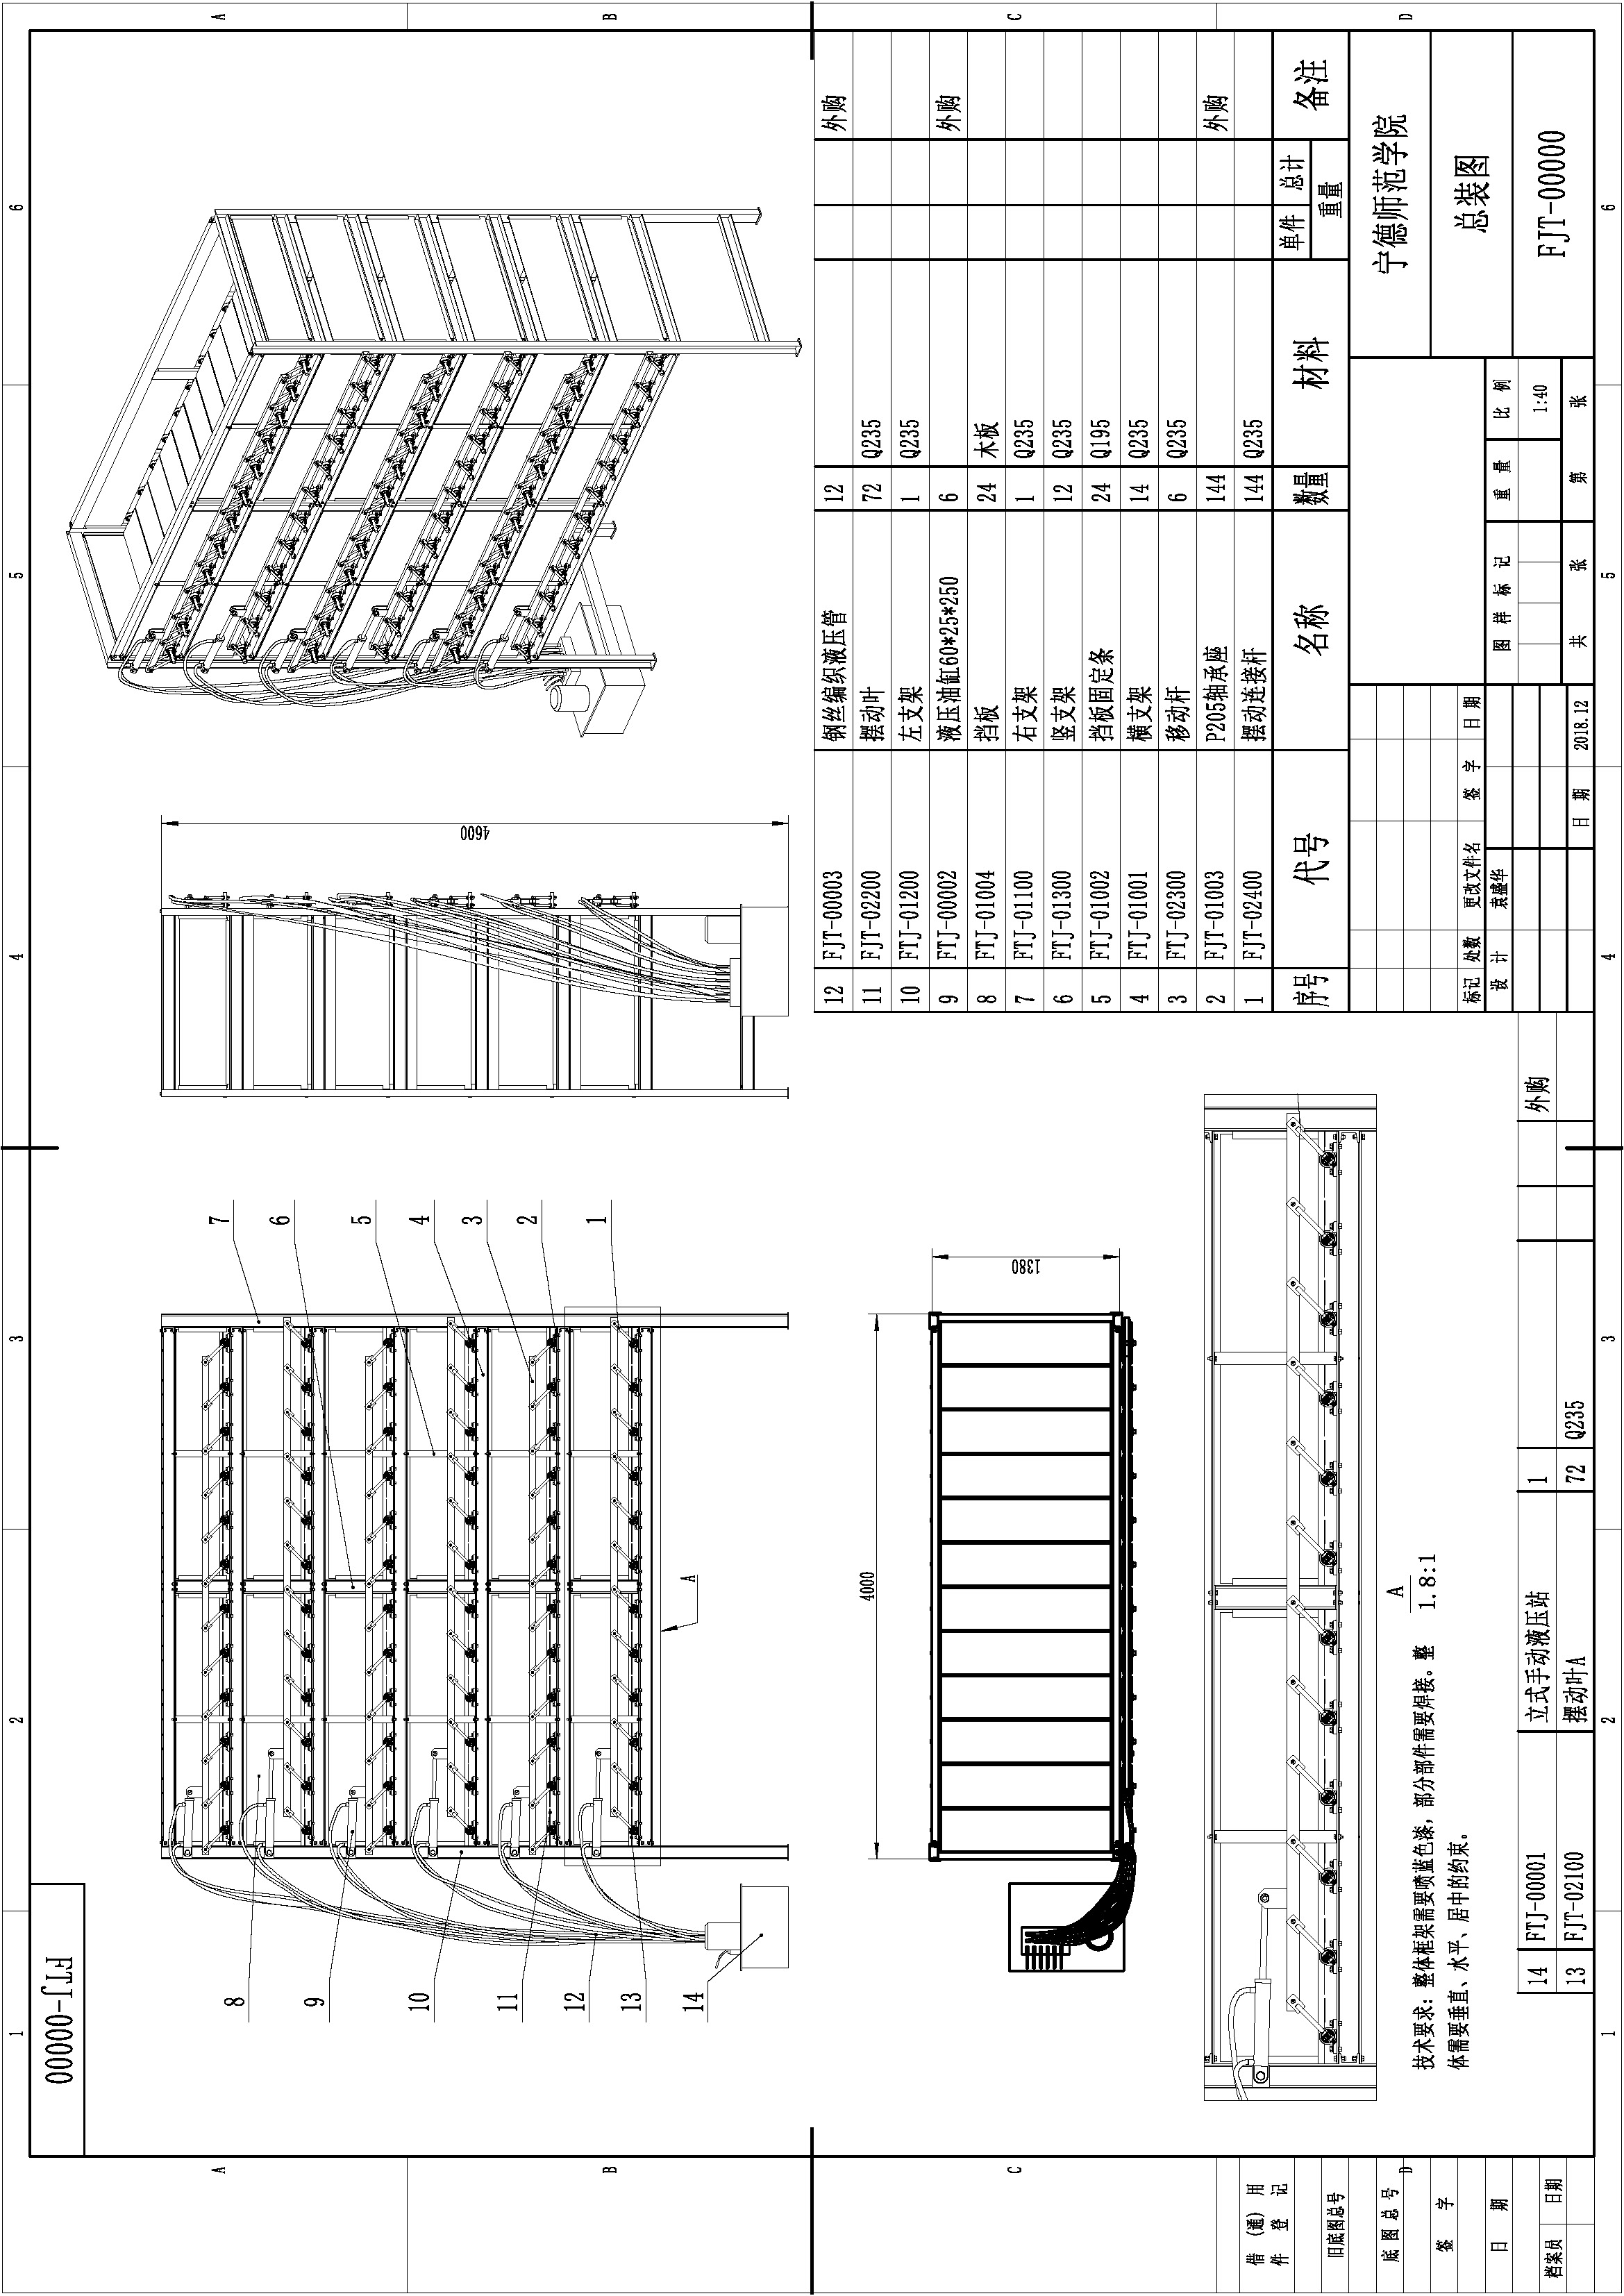 FTJ-00000
1 2 3 4 5 6
A
B
C
D
7
6
5
4
3
2
1
8
9
10
11
12
13
14
A
4600
4000
1380
A
1.8:1
技术要求：整体框架需要喷蓝色漆，部分部件需要焊接。整
体需要垂直、水平、居中的约束。
12 FJT-00003 钢丝编织液压管 12 外购
11 FJT-02200 摆动叶 72 Q235
10 FJT-01200 左支架 1 Q235
9 FTJ-00002 液压油缸60*25*250 6 外购
8 FTJ-01004 挡板 24 木板
7 FTJ-01100 右支架 1 Q235
6 FTJ-01300 竖支架 12 Q235
5 FTJ-01002 挡板固定条 24 Q195
4 FTJ-01001 横支架 14 Q235
3 FTJ-02300 移动杆 6 Q235
2 FJT-01003 P205轴承座 144 外购
1 FJT-02400 摆动连接杆 144 Q235
序号 代号 名称 数量 材料 单件 总计 重量 备注
14 FTJ-00001 立式手动液压站 1 外购
13 FJT-02100 摆动叶A 72 Q235
标记 处数 更改文件名 签 字 日 期
设 计 袁盛华
日 期 2018.12
图 样 标 记 重 量 比 例
1:40
共 张 第 张
宁德师范学院
总装图
FJT-00000
借 (通) 用
件 登 记
旧底图总号
底 图 总 号
签 字
日 期
档案员 日期
A
B
C
D
1 2 3 4 5 6